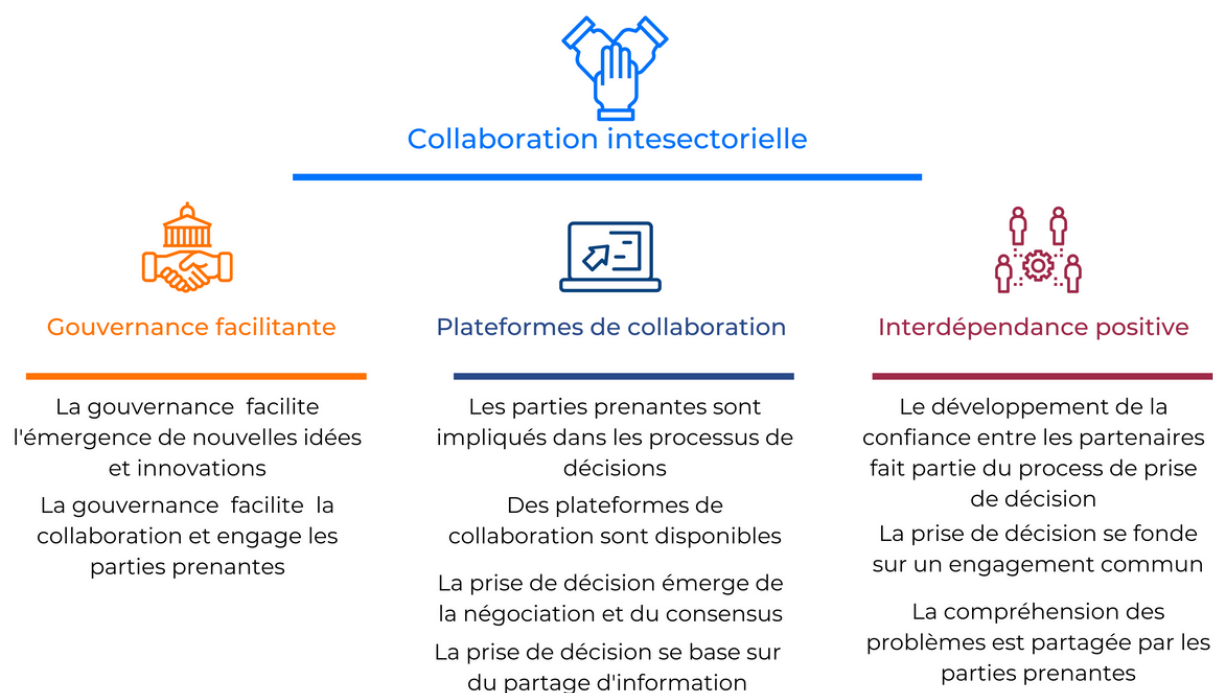 Collaboration intesectorielle
Gouvernance facilitante
La gouvernance  facilite
l'émergence de nouvelles idées
et innovations
La gouvernance  facilite  la
collaboration et engage les
parties prenantes
Plateformes de collaboration
Les parties prenantes sont
impliqués dans les processus de
décisions
Des plateformes de
collaboration sont disponibles
La prise de décision émerge de
la négociation et du consensus
La prise de décision se base sur
du partage d'information
Interdépendance positive
Le développement de la
confiance entre les partenaires
fait partie du process de prise
de décision
La prise de décision se fonde
sur un engagement commun
La compréhension des
problèmes est partagée par les
parties prenantes